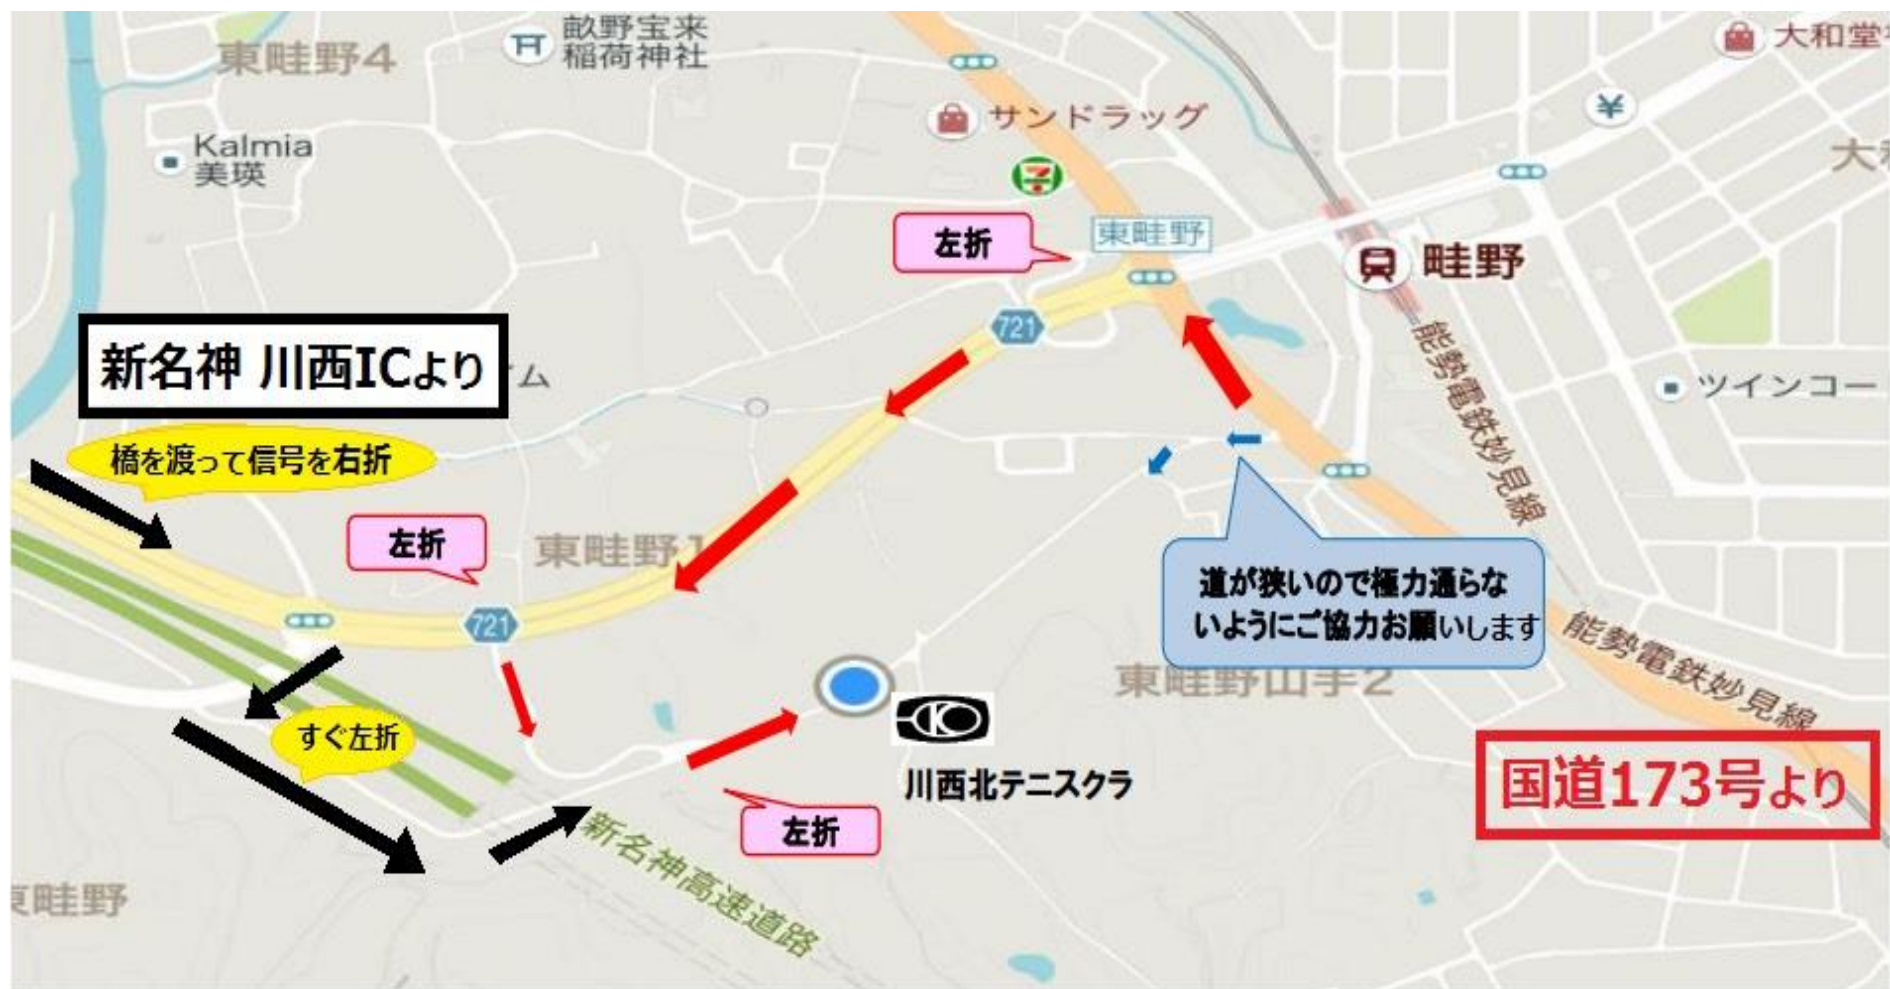 東畦野4
畝野宝来
稲荷神社
大和堂
サンドラッグ
¥
Kalmia
美瑛
大
7
左折
東畦野
畦野
721
新名神 川西ICより
ム
能勢電鉄妙見線
ツインコー
橋を渡って信号を右折
左折
東畦野1
道が狭いので極力通らな
いようにご協力お願いします
721
能勢電鉄妙見線
東畦野山手2
すぐ左折
川西北テニスクラ
国道173号より
左折
新名神高速道路
東畦野